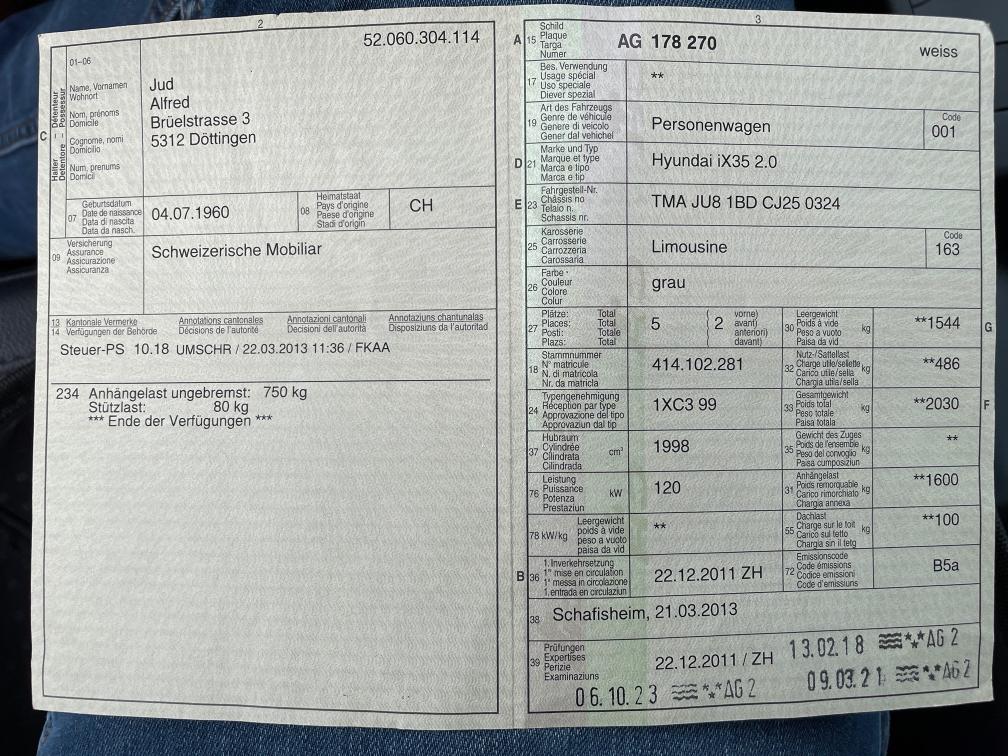 2
52.060.304.114
01-06
C
Halter – Détenteur
Detentore – Possessur
Name, Vornamen
Wohnort
Nom, prénoms
Domicile
Cognome, nomi
Domicilio
Num, prenums
Domicil
Jud
Alfred
Brüelstrasse 3
5312 Döttingen
07
Geburtsdatum
Date de naissance
Data di nascita
Data da nasch.
04.07.1960
08
Heimatstaat
Pays d'origine
Paese d'origine
Stadi d'origin
CH
09
Versicherung
Assurance
Assicurazione
Assicuranza
Schweizerische Mobiliar
13 Kantonale Vermerke Annotations cantonales Annotazioni cantonali Annotaziuns chantunalas
14 Verfügungen der Behörde Décisions de l'autorité Decisioni dell'autorità Disposiziuns da l'autoritad
Steuer-PS 10.18 UMSCHR / 22.03.2013 11:36 / FKAA
234 Anhängelast ungebremst: 750 kg
Stützlast: 80 kg
*** Ende der Verfügungen ***
3
A 15
Schild
Plaque
Targa
Numer
AG 178 270 weiss
17
Bes. Verwendung
Usage spécial
Uso speciale
Diever spezial
**
19
Art des Fahrzeugs
Genre de véhicule
Genere di veicolo
Gener dal vehichel
Personenwagen
Code
001
D 21
Marke und Typ
Marque et type
Marca e tipo
Marca e tip
Hyundai iX35 2.0
E 23
Fahrgestell-Nr.
Châssis no
Telaio n.
Schassis nr.
TMA JU8 1BD CJ25 0324
25
Karosserie
Carrosserie
Carrozzeria
Carossaria
Limousine
Code
163
26
Farbe
Couleur
Colore
Colur
grau
27
Plätze: Total
Places: Total
Posti: Totale
Plazs: Total
5
( 2
vorne)
avant)
anteriori)
davant)
30
Leergewicht
Poids à vide
Peso a vuoto
Paisa da vid
kg
**1544
G
18
Stammnummer
N° matricule
N. di matricola
Nr. da matricla
414.102.281
32
Nutz-/Sattellast
Charge utile/sellette
Carico utile/sella
Chargia utila/sella
kg
**486
24
Typengenehmigung
Réception par type
Approvazione del tipo
Approvaziun dal tip
1XC3 99
33
Gesamtgewicht
Poids total
Peso totale
Paisa totala
kg
**2030
F
37
Hubraum
Cylindrée
Cilindrata
Cilindrada
cm³
1998
35
Gewicht des Zuges
Poids de l'ensemble
Peso del convoglio
Paisa cumposiziun
kg
**
76
Leistung
Puissance
Potenza
Prestaziun
kW
120
31
Anhängelast
Poids remorquable
Carico rimorchiato
Chargia annexa
kg
**1600
78 kW/kg
Leergewicht
poids à vide
peso a vuoto
paisa da vid
**
55
Dachlast
Charge sur le toit
Carico sul tetto
Chargia sin il tetg
kg
**100
B 36
1. Inverkehrsetzung
1re mise en circulation
1a messa in circolazione
1. entrada en circulaziun
22.12.2011 ZH
72
Emissionscode
Code émissions
Codice emissioni
Code d'emissiuns
B5a
38
Schafisheim, 21.03.2013
39
Prüfungen
Expertises
Perizie
Examinaziuns
22.12.2011 / ZH
13.02.18 AG 2
06.10.23 AG 2
09.03.21 AG 2